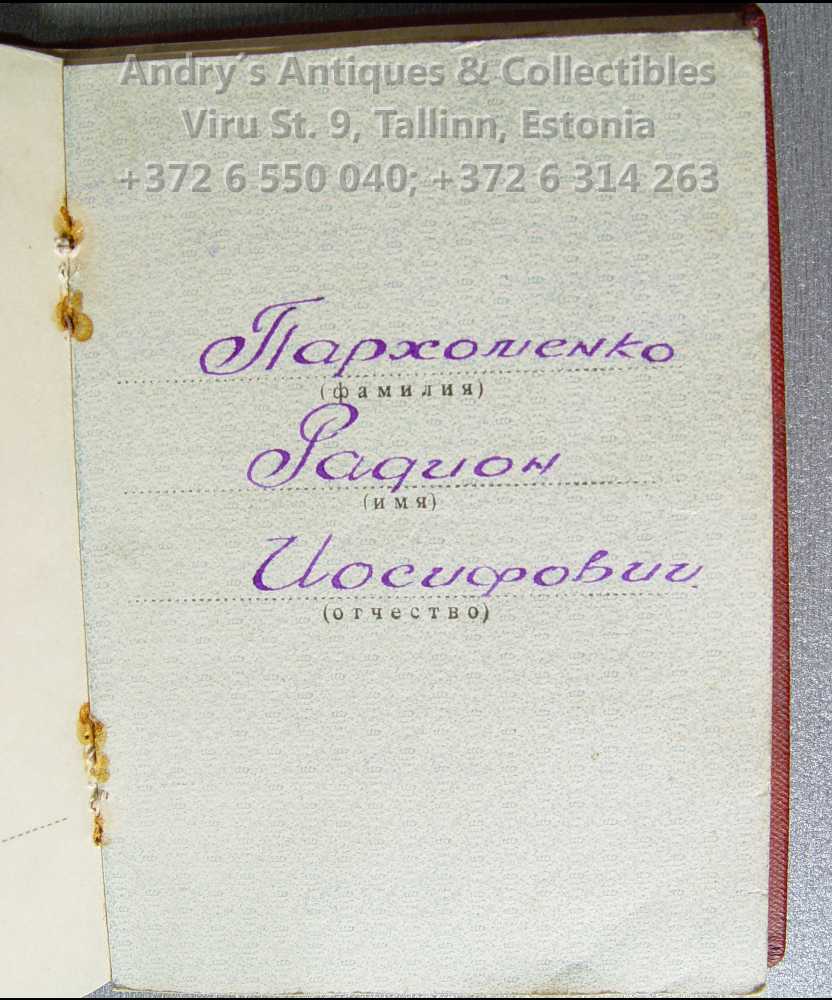 Andry´s Antiques & Collectibles
Viru St. 9, Tallinn, Estonia
+372 6 550 040; +372 6 314 263
Пархоменко
(фамилия)
Радион
(имя)
Иосифович
(отчество)